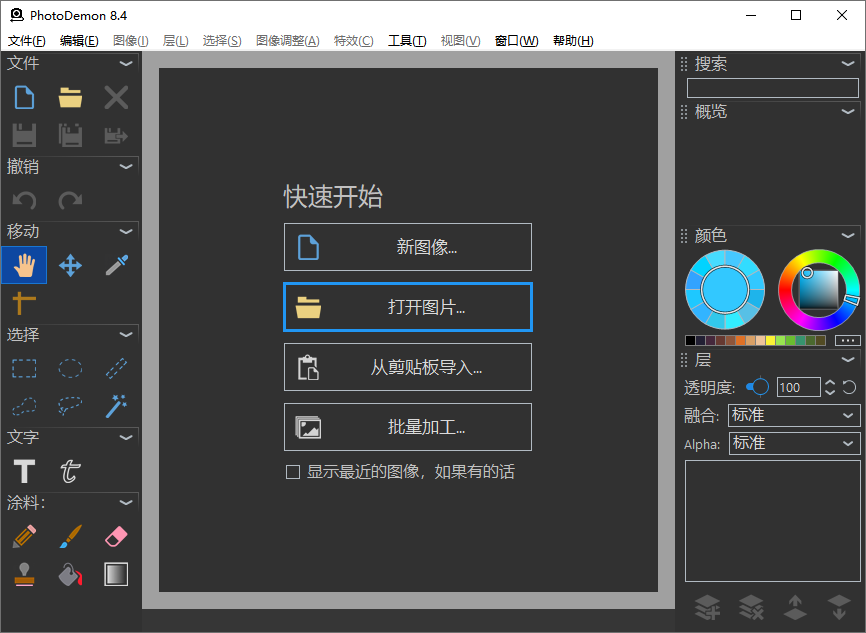 PhotoDemon 8.4
文件(F) 编辑(E) 图像(I) 层(L) 选择(S) 图像调整(A) 特效(C) 工具(T) 视图(V) 窗口(W) 帮助(H)
文件
撤销
移动
选择
文字
T t
涂料:
快速开始
新图像...
打开图片...
从剪贴板导入...
批量加工...
显示最近的图像，如果有的话
搜索
概览
颜色
层
透明度: 100
融合: 标准
Alpha: 标准